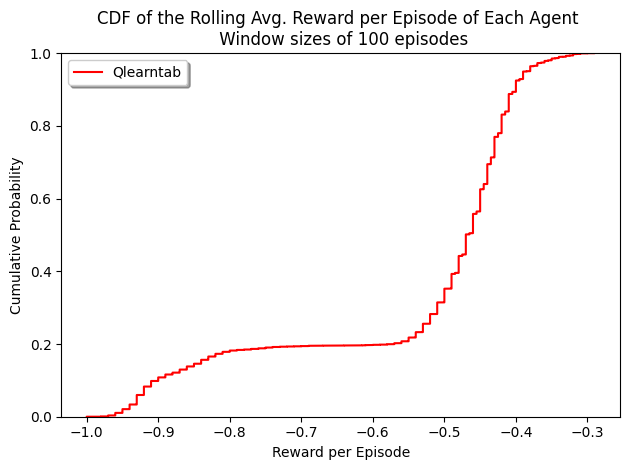 CDF of the Rolling Avg. Reward per Episode of Each Agent
Window sizes of 100 episodes
Qlearntab
1.0
0.8
0.6
0.4
0.2
0.0
Cumulative Probability
−1.0 −0.9 −0.8 −0.7 −0.6 −0.5 −0.4 −0.3
Reward per Episode